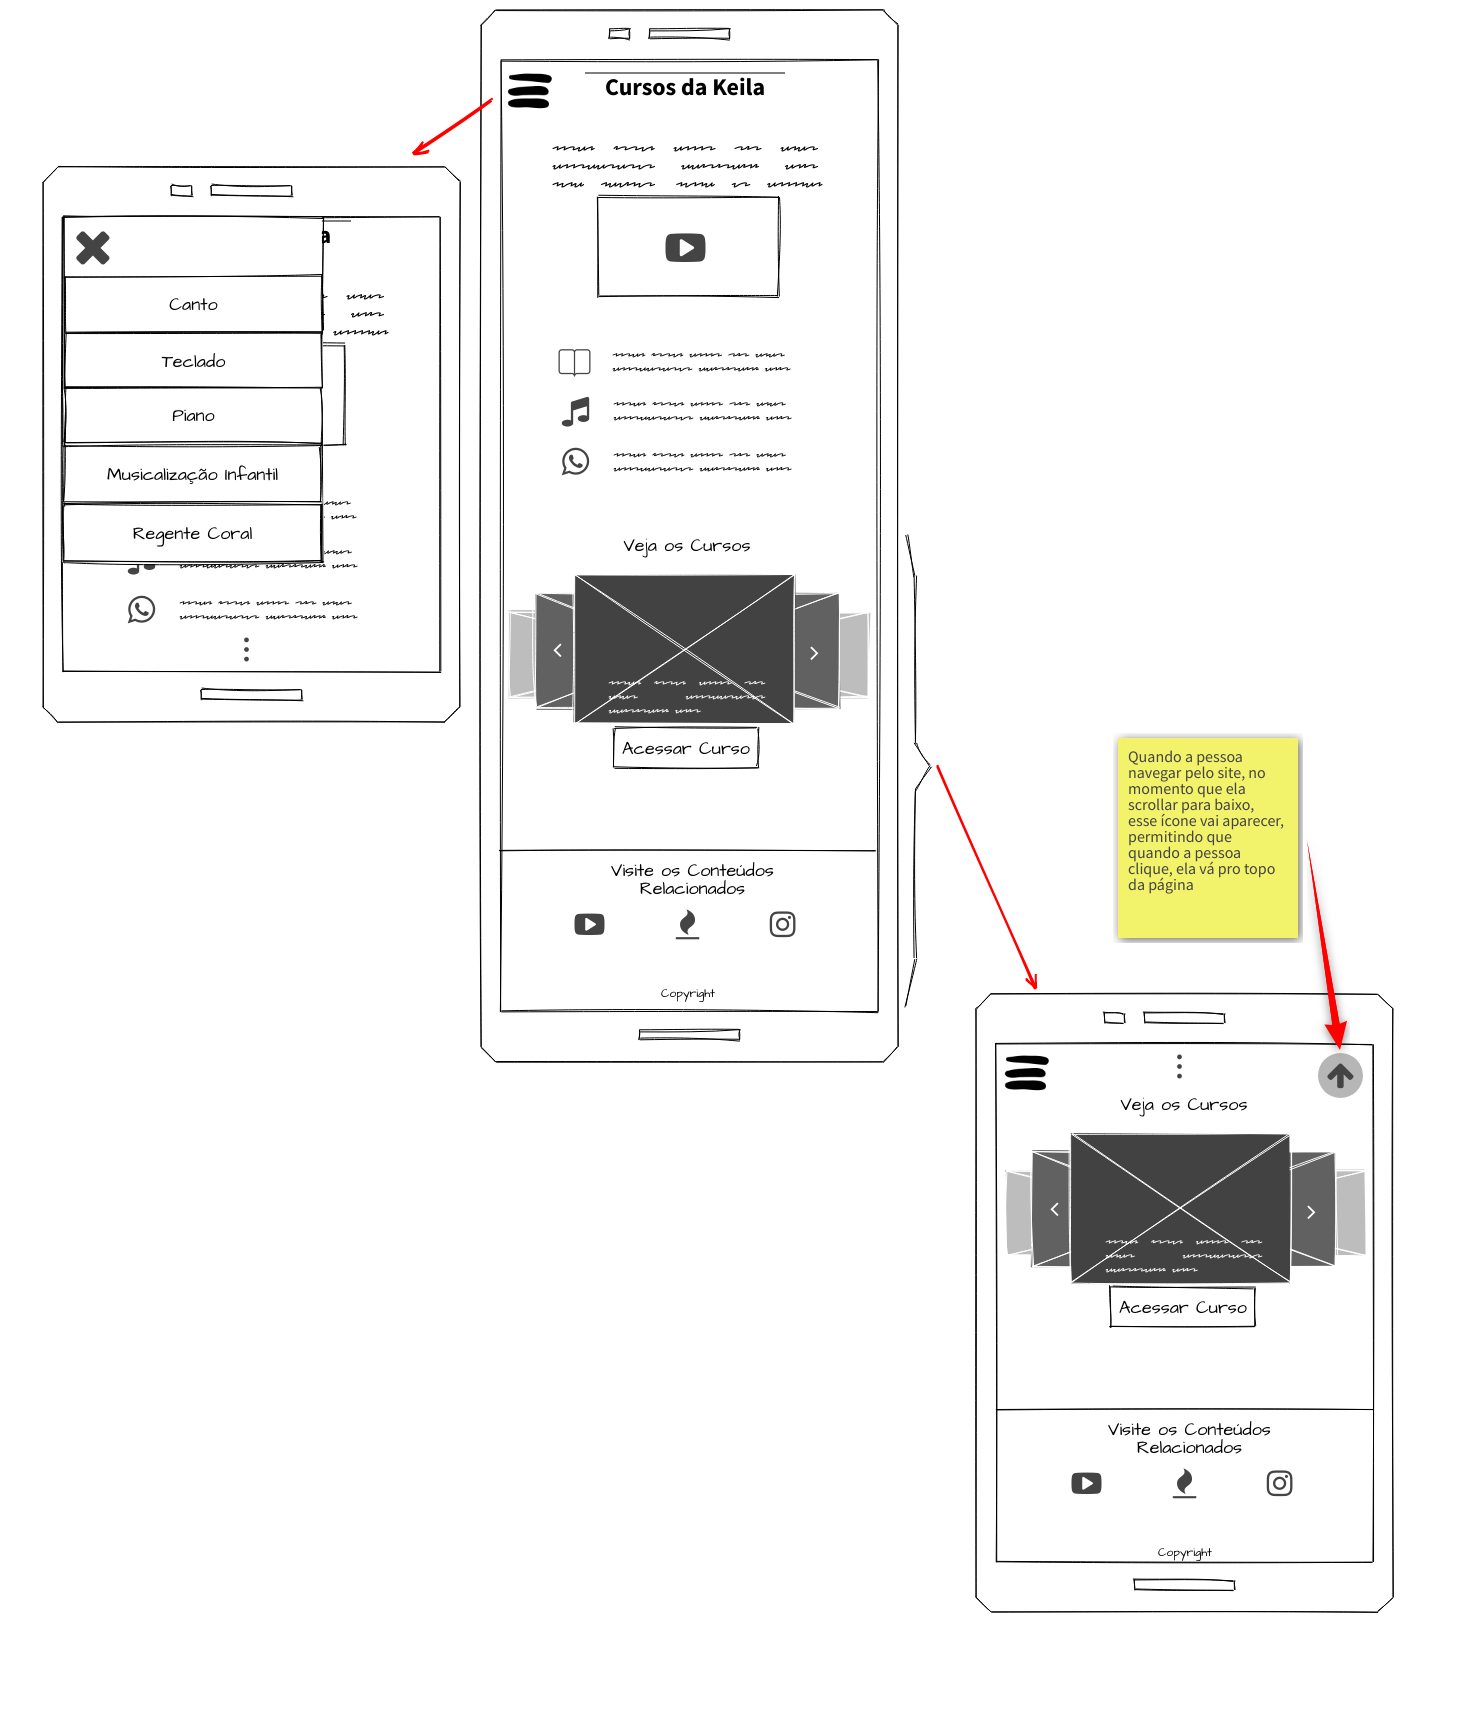 Cursos da Keila
a
Canto
Teclado
Piano
Musicalização Infantil
Regente Coral
Veja os Cursos
Acessar Curso
Visite os Conteúdos
Relacionados
Copyright
Quando a pessoa
navegar pelo site, no
momento que ela
scrollar para baixo,
esse ícone vai aparecer,
permitindo que
quando a pessoa
clique, ela vá pro topo
da página
Veja os Cursos
Acessar Curso
Visite os Conteúdos
Relacionados
Copyright